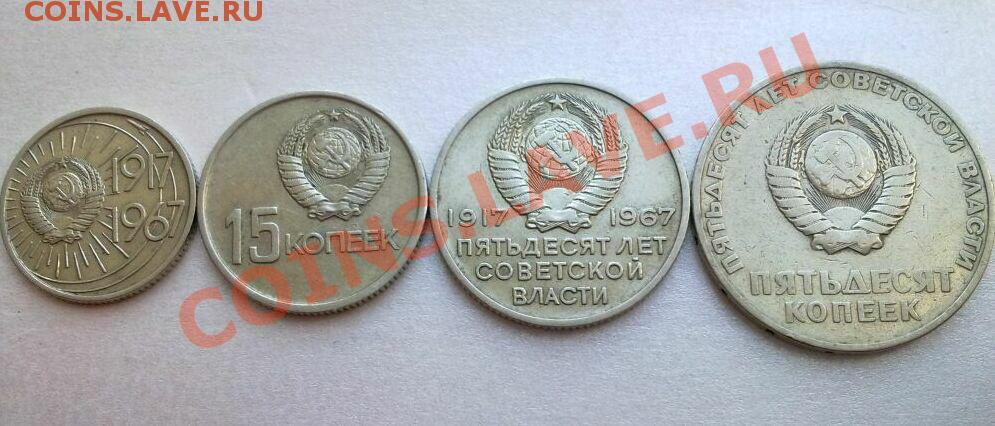 COINS.LAVE.RU
1917
1967
15 КОПЕЕК
1917 1967
ПЯТЬДЕСЯТ ЛЕТ
СОВЕТСКОЙ
ВЛАСТИ
ПЯТЬДЕСЯТ ЛЕТ СОВЕТСКОЙ ВЛАСТИ
ПЯТЬДЕСЯТ
КОПЕЕК
COINS.LAVE.RU